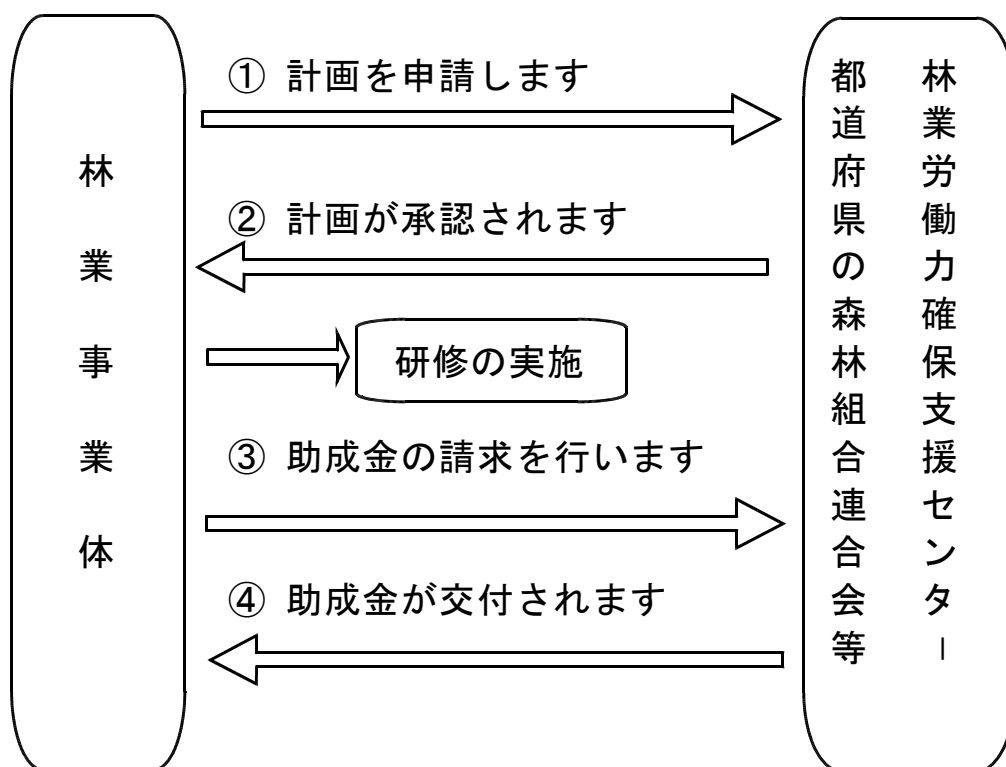 林業事業体
① 計画を申請します
② 計画が承認されます
研修の実施
③ 助成金の請求を行います
④ 助成金が交付されます
林業労働力確保支援センター
都道府県の森林組合連合会等